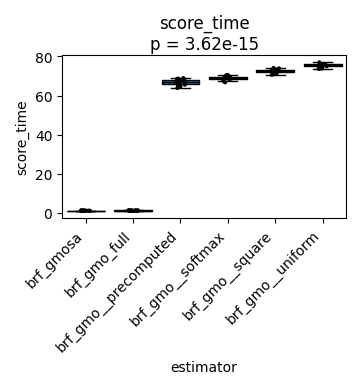 score_time
p = 3.62e-15
score_time
80
60
40
20
0
brf_gmosa
brf_gmo_full
brf_gmo__precomputed
brf_gmo__softmax
brf_gmo__square
brf_gmo__uniform
estimator